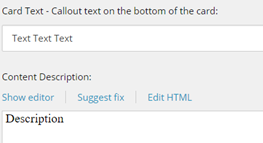 Card Text - Callout text on the bottom of the card:
Text Text Text
Content Description:
Show editor Suggest fix Edit HTML
Description